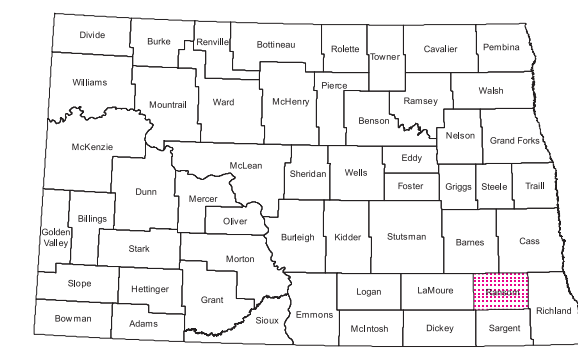 Divide
Burke
Renville
Bottineau
Rolette
Towner
Cavalier
Pembina
Williams
Mountrail
Ward
McHenry
Pierce
Benson
Ramsey
Walsh
Nelson
Grand Forks
McKenzie
McLean
Sheridan
Wells
Eddy
Foster
Griggs
Steele
Traill
Dunn
Mercer
Oliver
Golden
Valley
Billings
Stark
Burleigh
Kidder
Stutsman
Barnes
Cass
Morton
Slope
Hettinger
Grant
Sioux
Emmons
Logan
LaMoure
Ransom
Richland
Bowman
Adams
McIntosh
Dickey
Sargent